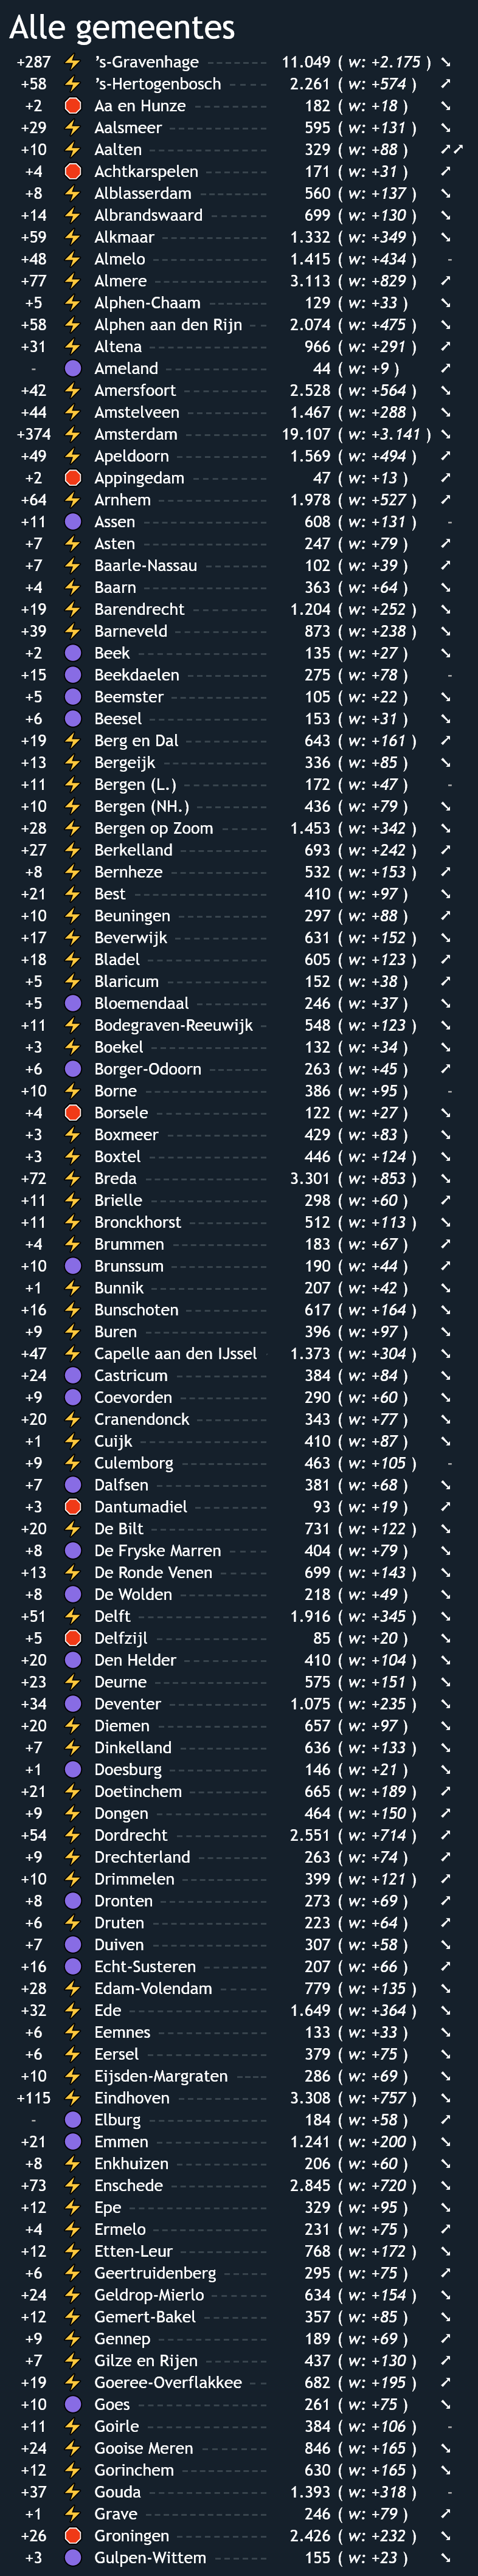 Alle gemeentes
+287 ’s-Gravenhage 11.049 ( w: +2.175 )
+58 ’s-Hertogenbosch 2.261 ( w: +574 )
+2 Aa en Hunze 182 ( w: +18 )
+29 Aalsmeer 595 ( w: +131 )
+10 Aalten 329 ( w: +88 )
+4 Achtkarspelen 171 ( w: +31 )
+8 Alblasserdam 560 ( w: +137 )
+14 Albrandswaard 699 ( w: +130 )
+59 Alkmaar 1.332 ( w: +349 )
+48 Almelo 1.415 ( w: +434 ) -
+77 Almere 3.113 ( w: +829 )
+5 Alphen-Chaam 129 ( w: +33 )
+58 Alphen aan den Rijn 2.074 ( w: +475 )
+31 Altena 966 ( w: +291 )
- Ameland 44 ( w: +9 )
+42 Amersfoort 2.528 ( w: +564 )
+44 Amstelveen 1.467 ( w: +288 )
+374 Amsterdam 19.107 ( w: +3.141 )
+49 Apeldoorn 1.569 ( w: +494 )
+2 Appingedam 47 ( w: +13 )
+64 Arnhem 1.978 ( w: +527 )
+11 Assen 608 ( w: +131 ) -
+7 Asten 247 ( w: +79 )
+7 Baarle-Nassau 102 ( w: +39 )
+4 Baarn 363 ( w: +64 )
+19 Barendrecht 1.204 ( w: +252 )
+39 Barneveld 873 ( w: +238 )
+2 Beek 135 ( w: +27 )
+15 Beekdaelen 275 ( w: +78 ) -
+5 Beemster 105 ( w: +22 )
+6 Beesel 153 ( w: +31 )
+19 Berg en Dal 643 ( w: +161 )
+13 Bergeijk 336 ( w: +85 )
+11 Bergen (L.) 172 ( w: +47 ) -
+10 Bergen (NH.) 436 ( w: +79 )
+28 Bergen op Zoom 1.453 ( w: +342 )
+27 Berkelland 693 ( w: +242 )
+8 Bernheze 532 ( w: +153 )
+21 Best 410 ( w: +97 )
+10 Beuningen 297 ( w: +88 )
+17 Beverwijk 631 ( w: +152 )
+18 Bladel 605 ( w: +123 )
+5 Blaricum 152 ( w: +38 )
+5 Bloemendaal 246 ( w: +37 )
+11 Bodegraven-Reeuwijk 548 ( w: +123 )
+3 Boekel 132 ( w: +34 )
+6 Borger-Odoorn 263 ( w: +45 )
+10 Borne 386 ( w: +95 ) -
+4 Borsele 122 ( w: +27 )
+3 Boxmeer 429 ( w: +83 )
+3 Boxtel 446 ( w: +124 )
+72 Breda 3.301 ( w: +853 )
+11 Brielle 298 ( w: +60 )
+11 Bronckhorst 512 ( w: +113 )
+4 Brummen 183 ( w: +67 )
+10 Brunssum 190 ( w: +44 )
+1 Bunnik 207 ( w: +42 )
+16 Bunschoten 617 ( w: +164 )
+9 Buren 396 ( w: +97 )
+47 Capelle aan den IJssel 1.373 ( w: +304 )
+24 Castricum 384 ( w: +84 )
+9 Coevorden 290 ( w: +60 )
+20 Cranendonck 343 ( w: +77 )
+1 Cuijk 410 ( w: +87 )
+9 Culemborg 463 ( w: +105 ) -
+7 Dalfsen 381 ( w: +68 )
+3 Dantumadiel 93 ( w: +19 )
+20 De Bilt 731 ( w: +122 )
+8 De Fryske Marren 404 ( w: +79 )
+13 De Ronde Venen 699 ( w: +143 )
+8 De Wolden 218 ( w: +49 )
+51 Delft 1.916 ( w: +345 )
+5 Delfzijl 85 ( w: +20 )
+20 Den Helder 410 ( w: +104 )
+23 Deurne 575 ( w: +151 )
+34 Deventer 1.075 ( w: +235 )
+20 Diemen 657 ( w: +97 )
+7 Dinkelland 636 ( w: +133 )
+1 Doesburg 146 ( w: +21 )
+21 Doetinchem 665 ( w: +189 )
+9 Dongen 464 ( w: +150 )
+54 Dordrecht 2.551 ( w: +714 )
+9 Drechterland 263 ( w: +74 )
+10 Drimmelen 399 ( w: +121 )
+8 Dronten 273 ( w: +69 )
+6 Druten 223 ( w: +64 )
+7 Duiven 307 ( w: +58 )
+16 Echt-Susteren 207 ( w: +66 )
+28 Edam-Volendam 779 ( w: +135 )
+32 Ede 1.649 ( w: +364 )
+6 Eemnes 133 ( w: +33 )
+6 Eersel 379 ( w: +75 )
+10 Eijsden-Margraten 286 ( w: +69 )
+115 Eindhoven 3.308 ( w: +757 )
- Elburg 184 ( w: +58 )
+21 Emmen 1.241 ( w: +200 )
+8 Enkhuizen 206 ( w: +60 )
+73 Enschede 2.845 ( w: +720 )
+12 Epe 329 ( w: +95 )
+4 Ermelo 231 ( w: +75 )
+12 Etten-Leur 768 ( w: +172 )
+6 Geertruidenberg 295 ( w: +75 )
+24 Geldrop-Mierlo 634 ( w: +154 )
+12 Gemert-Bakel 357 ( w: +85 )
+9 Gennep 189 ( w: +69 )
+7 Gilze en Rijen 437 ( w: +130 )
+19 Goeree-Overflakkee 682 ( w: +195 )
+10 Goes 261 ( w: +75 )
+11 Goirle 384 ( w: +106 ) -
+24 Gooise Meren 846 ( w: +165 )
+12 Gorinchem 630 ( w: +165 )
+37 Gouda 1.393 ( w: +318 ) -
+1 Grave 246 ( w: +79 )
+26 Groningen 2.426 ( w: +232 )
+3 Gulpen-Wittem 155 ( w: +23 )